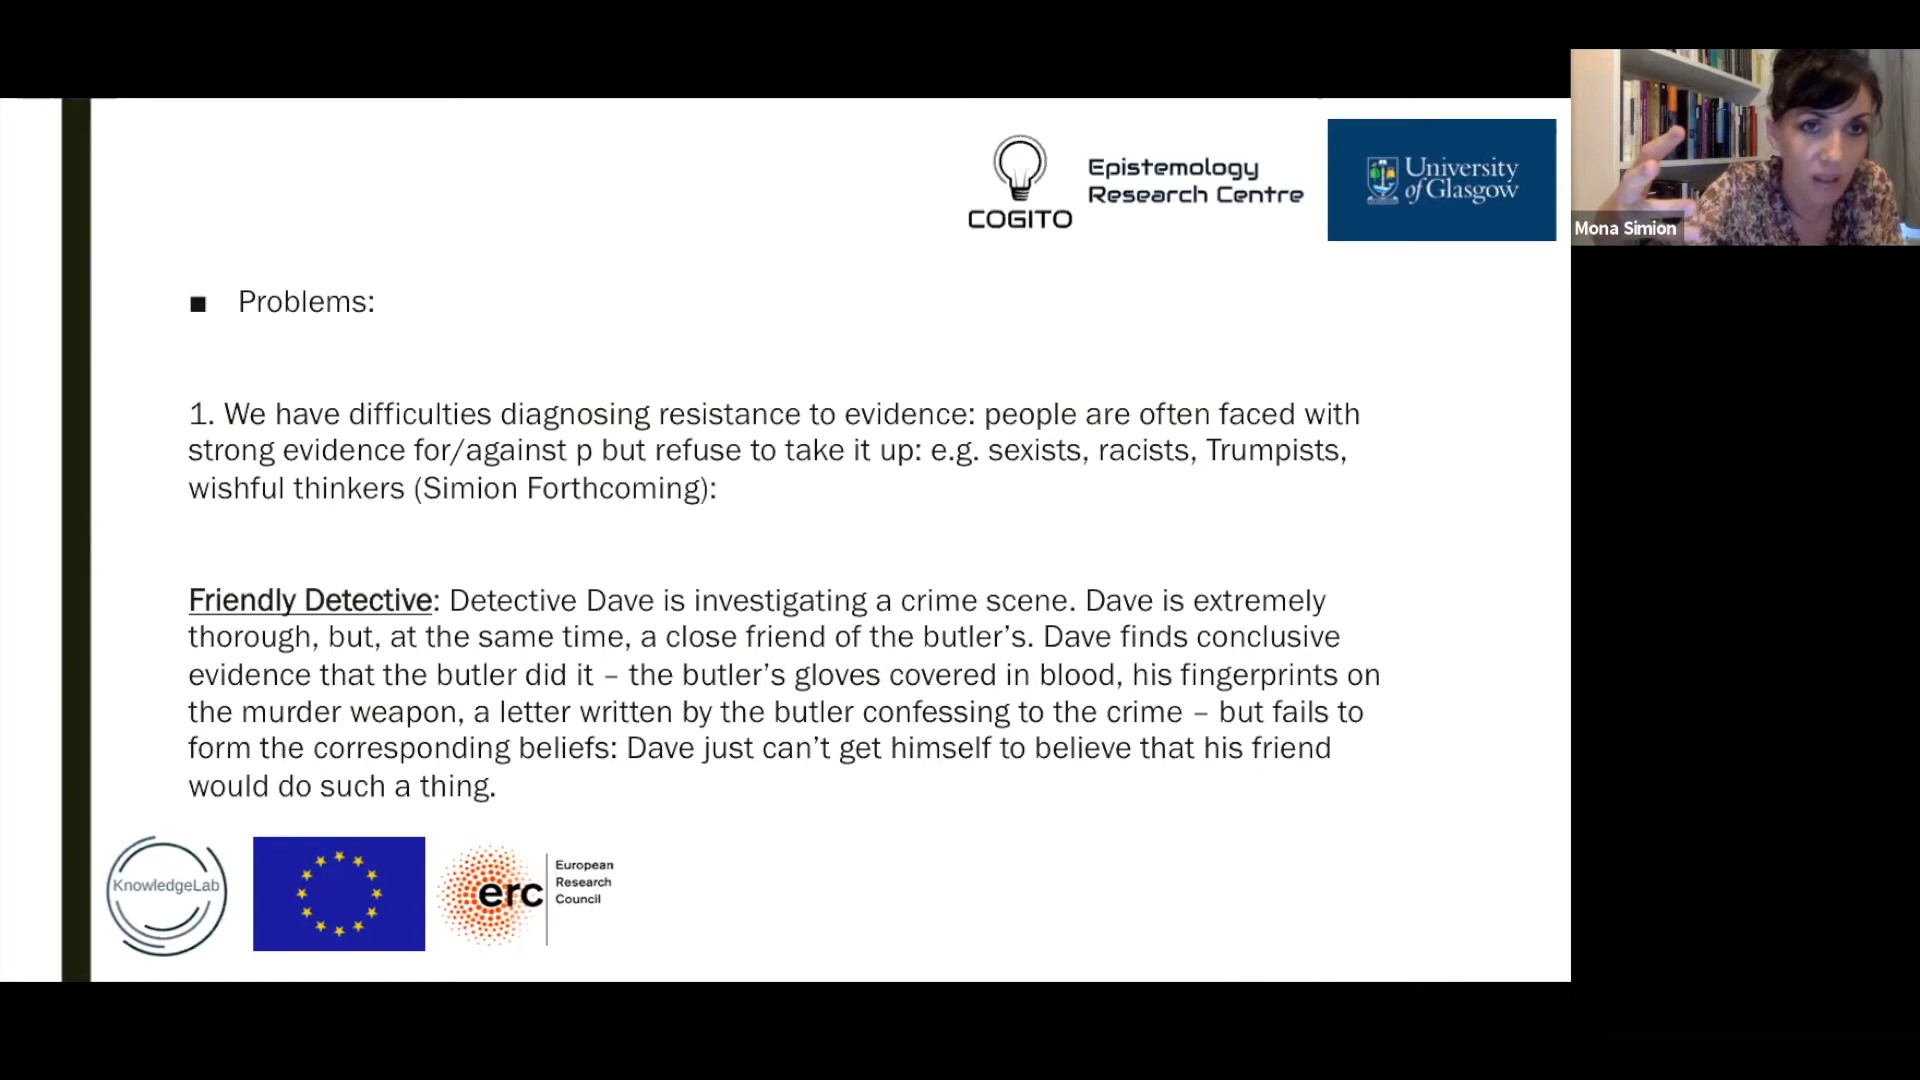 COGITO
Epistemology
Research Centre
University
of Glasgow
Mona Simion
■ Problems:
1. We have difficulties diagnosing resistance to evidence: people are often faced with
strong evidence for/against p but refuse to take it up: e.g. sexists, racists, Trumpists,
wishful thinkers (Simion Forthcoming):
Friendly Detective: Detective Dave is investigating a crime scene. Dave is extremely
thorough, but, at the same time, a close friend of the butler’s. Dave finds conclusive
evidence that the butler did it – the butler’s gloves covered in blood, his fingerprints on
the murder weapon, a letter written by the butler confessing to the crime – but fails to
form the corresponding beliefs: Dave just can’t get himself to believe that his friend
would do such a thing.
KnowledgeLab
erc
European
Research
Council